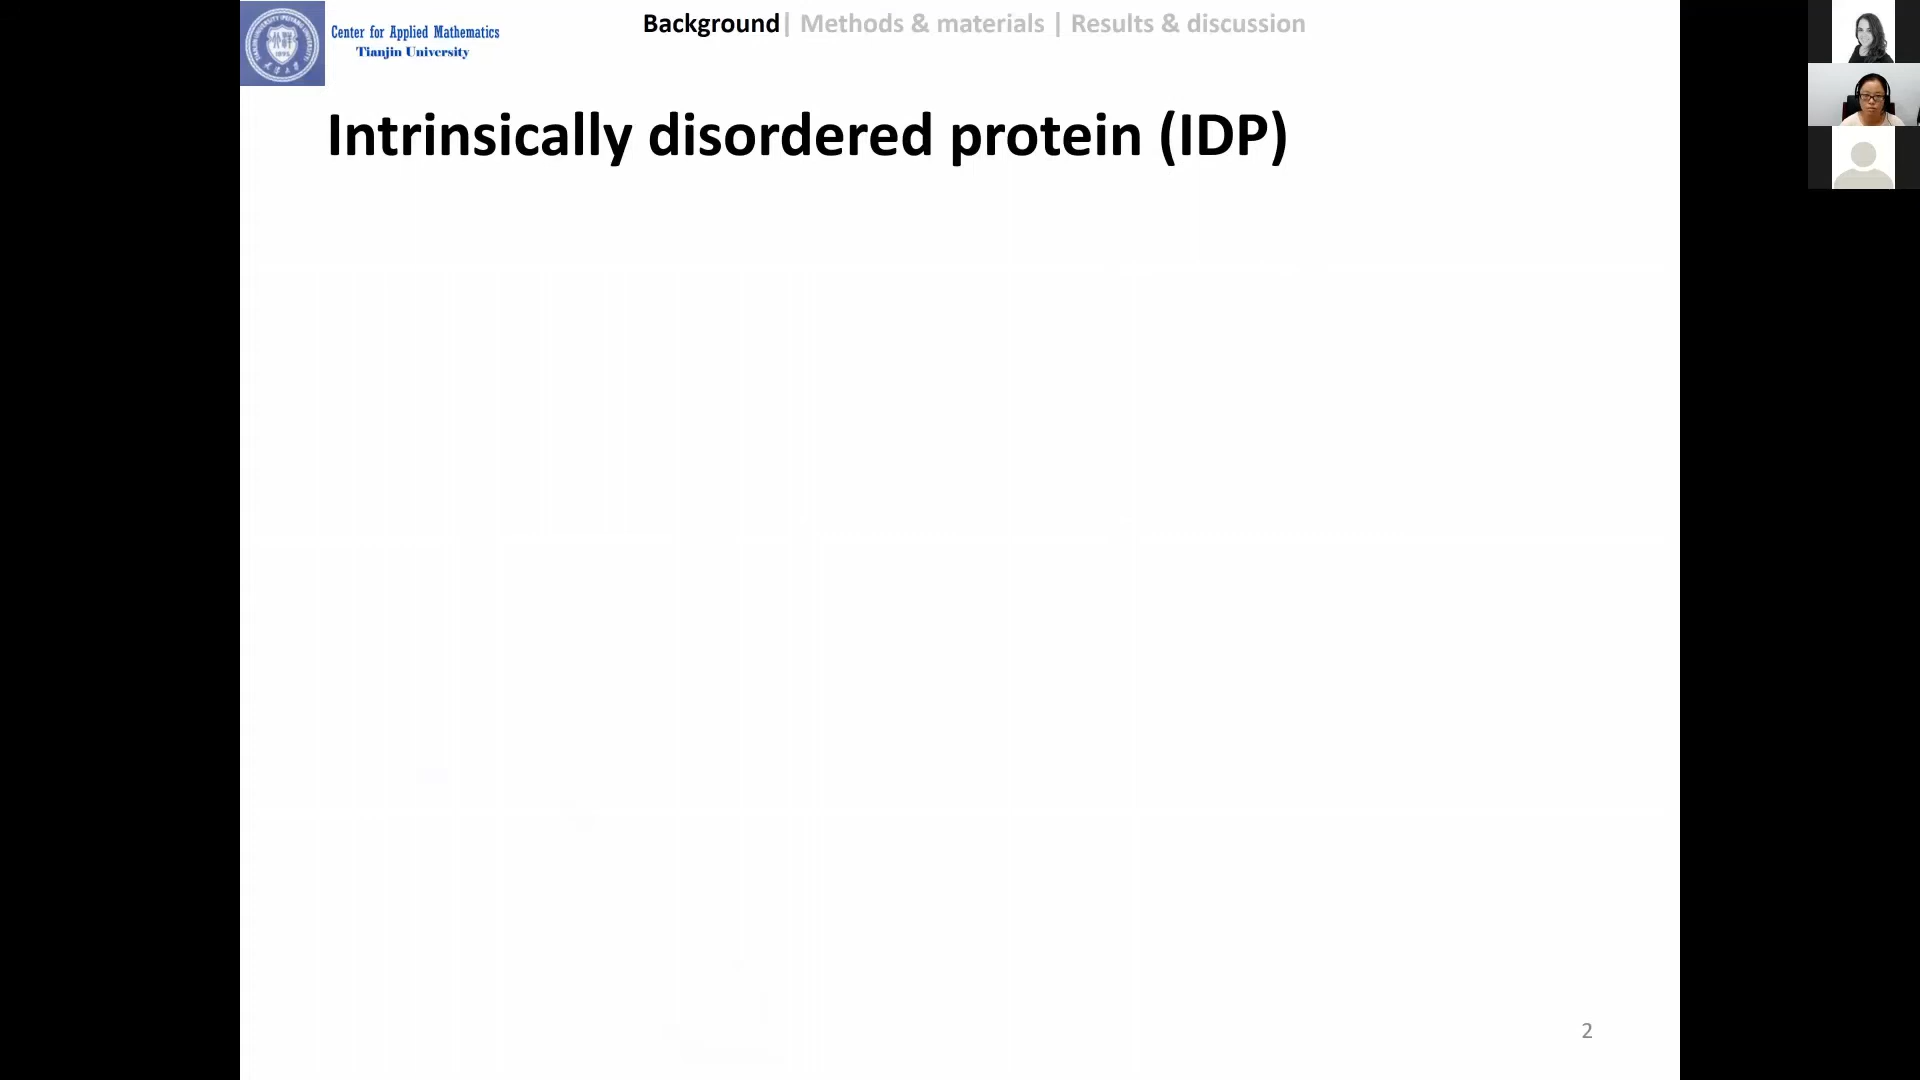 Center for Applied Mathematics
Tianjin University
Background| Methods & materials | Results & discussion
Intrinsically disordered protein (IDP)
2